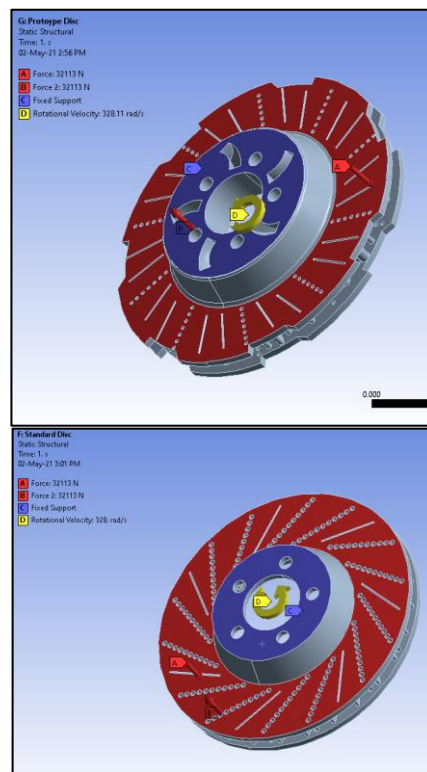 G: Protoype Disc
Static Structural
Time: 1. s
02-May-21 2:56 PM
A Force: 32113 N
B Force 2: 32113 N
C Fixed Support
D Rotational Velocity: 328.11 rad/s
C
A
D
B
0.000
F: Standard Disc
Static Structural
Time: 1. s
02-May-21 3:01 PM
A Force: 32113 N
B Force 2: 32113 N
C Fixed Support
D Rotational Velocity: 328. rad/s
D
C
A